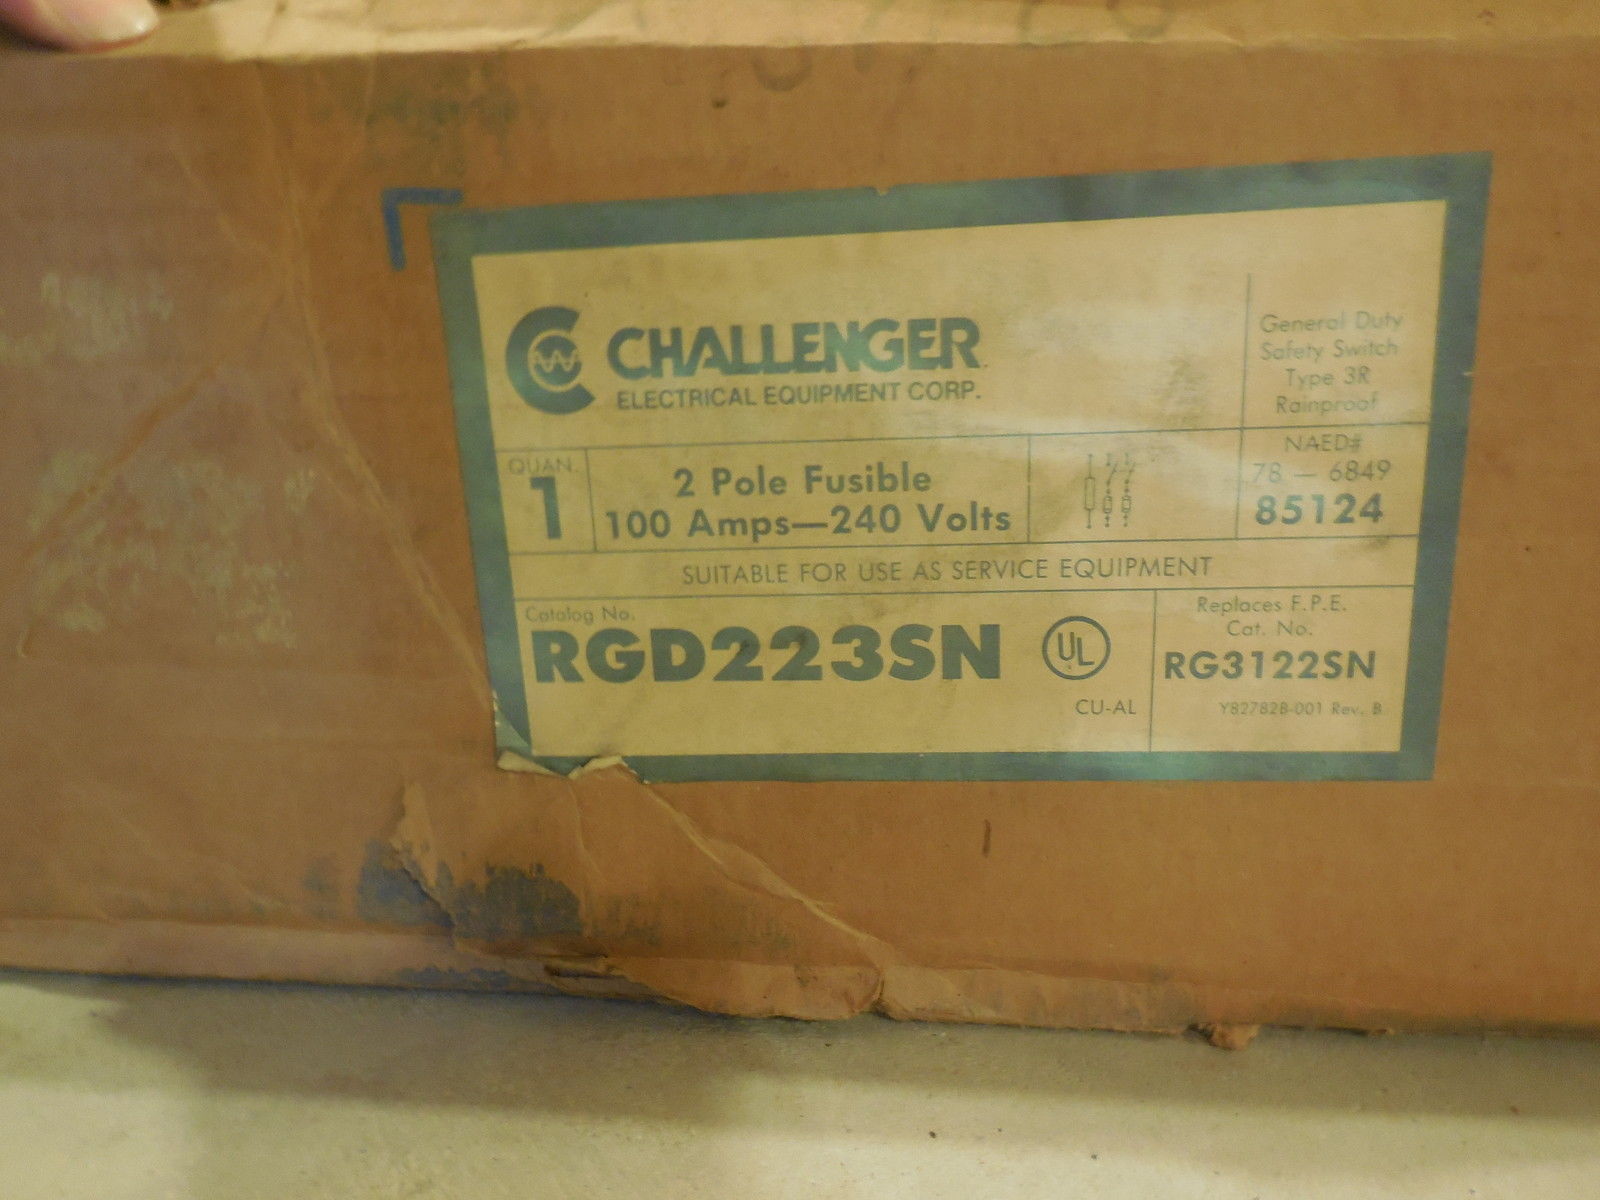 CHALLENGER
ELECTRICAL EQUIPMENT CORP.
General Duty
Safety Switch
Type 3R
Rainproof
QUAN.
1
2 Pole Fusible
100 Amps—240 Volts
NAED#
78 — 6849
85124
SUITABLE FOR USE AS SERVICE EQUIPMENT
Catalog No.
RGD223SN
UL
CU-AL
Replaces F.P.E.
Cat. No.
RG3122SN
Y82782B-001 Rev. B